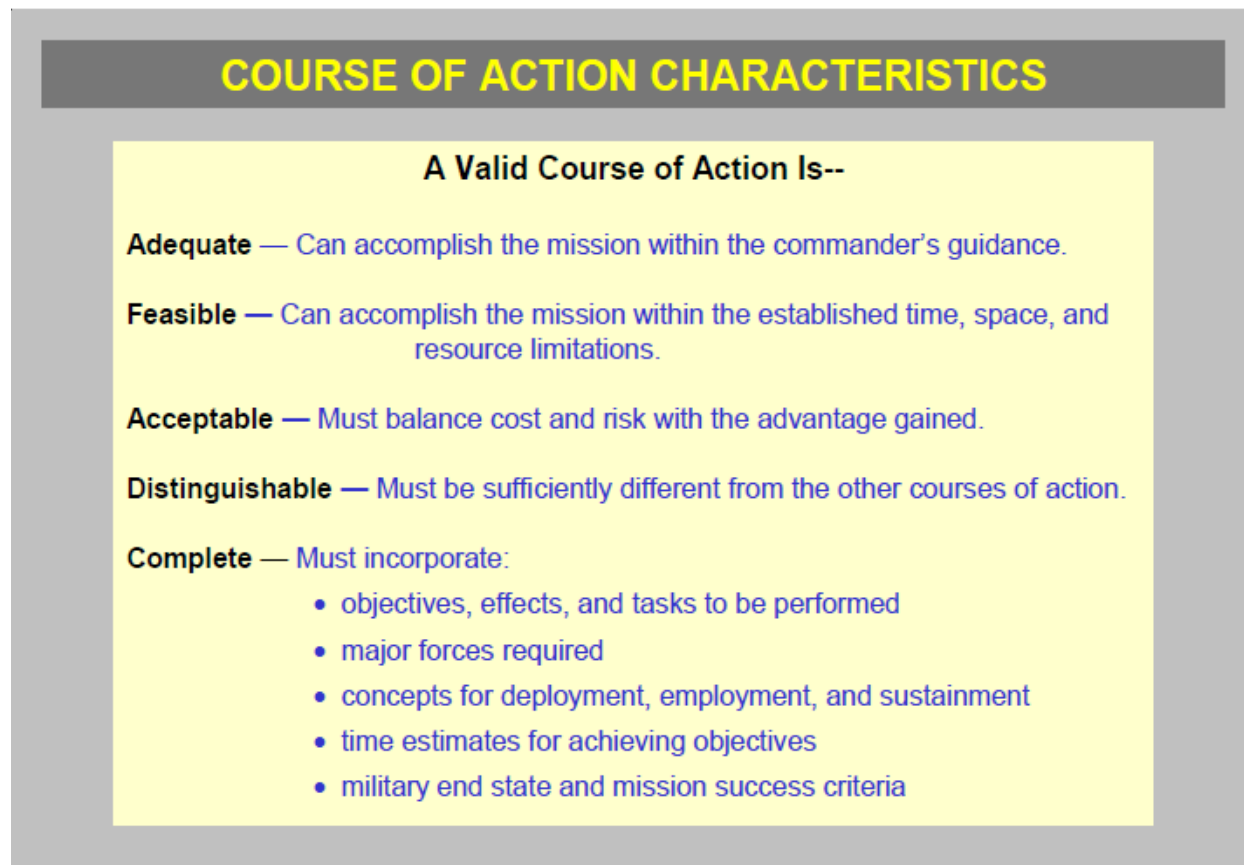 COURSE OF ACTION CHARACTERISTICS
A Valid Course of Action Is--
Adequate — Can accomplish the mission within the commander’s guidance.
Feasible — Can accomplish the mission within the established time, space, and
resource limitations.
Acceptable — Must balance cost and risk with the advantage gained.
Distinguishable — Must be sufficiently different from the other courses of action.
Complete — Must incorporate:
• objectives, effects, and tasks to be performed
• major forces required
• concepts for deployment, employment, and sustainment
• time estimates for achieving objectives
• military end state and mission success criteria